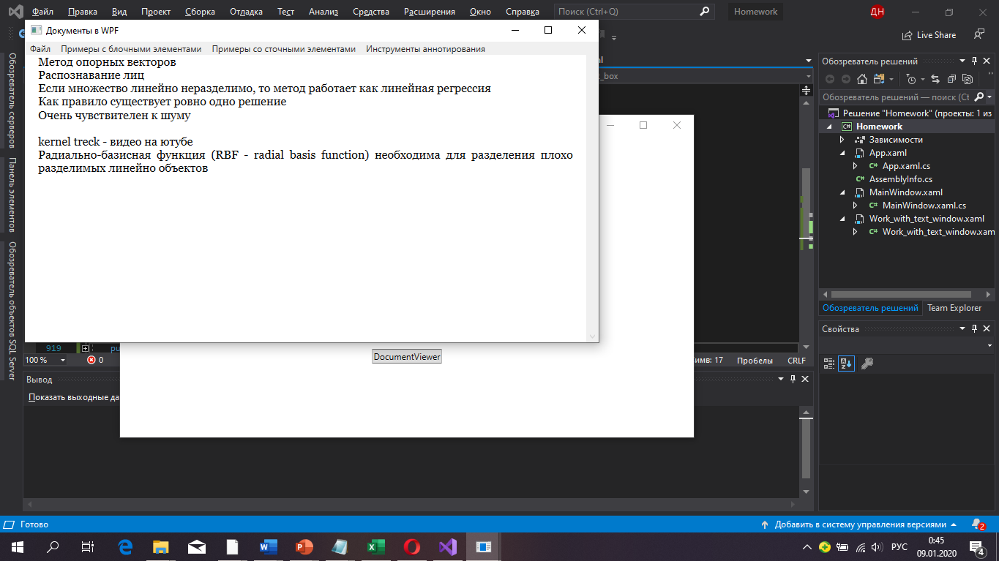 Файл Правка Вид Проект Сборка Отладка Тест Анализ Средства Расширения Окно Справка Поиск (Ctrl+Q) Homework ДН
Live Share
Документы в WPF
Файл Примеры с блочными элементами Примеры со сточными элементами Инструменты аннотирования
Метод опорных векторов
Распознавание лиц
Если множество линейно неразделимо, то метод работает как линейная регрессия
Как правило существует ровно одно решение
Очень чувствителен к шуму
kernel treck - видео на ютубе
Радиально-базисная функция (RBF - radial basis function) необходима для разделения плохо
разделимых линейно объектов
Обозреватель серверов
Панель элементов
Обозреватель объектов SQL Server
_box
919 pu
100 % 0
DocumentViewer
имв: 17 Пробелы CRLF
Вывод
Показать выходные да
Обозреватель решений
Обозреватель решений — поиск (Ct
Решение "Homework" (проекты: 1 из
Homework
Зависимости
App.xaml
App.xaml.cs
AssemblyInfo.cs
MainWindow.xaml
MainWindow.xaml.cs
Work_with_text_window.xaml
Work_with_text_window.xam
Обозреватель решений Team Explorer
Свойства
Готово
Добавить в систему управления версиями 2
РУС
0:45
09.01.2020
4